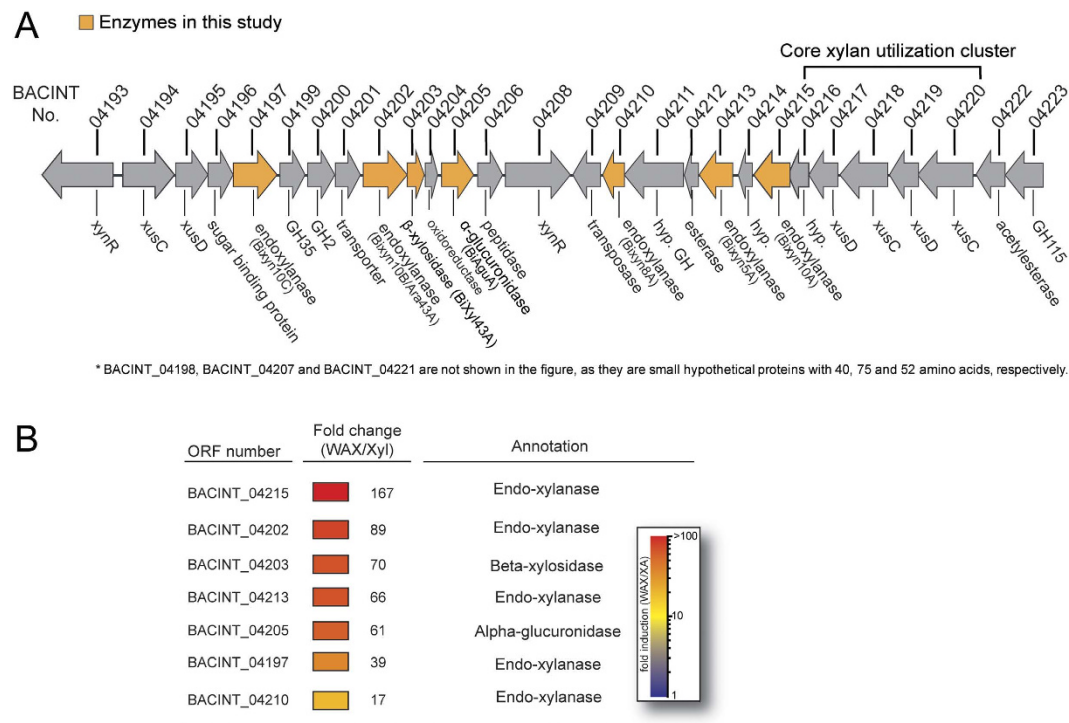 A
Enzymes in this study
Core xylan utilization cluster
BACINT
No.
04193
04194
04195
04196
04197
04199
04200
04201
04202
04203
04204
04205
04206
04208
04209
04210
04211
04212
04213
04214
04215
04216
04217
04218
04219
04220
04222
04223
xynR
xusC
xusD
sugar binding protein
endoxylanase
(Bixyn10C)
GH35
GH2
transporter
endoxylanase
(Bixyn10B/Ara43A)
β-xylosidase (BiXyl43A)
oxidoreductase
α-glucuronidase
(BiAguA)
peptidase
xynR
transposase
endoxylanase
(Bixyn8A)
hyp. GH
esterase
endoxylanase
(Bixyn5A)
hyp.
endoxylanase
(Bixyn10A)
hyp.
xusD
xusC
xusD
xusC
acetylesterase
GH115
* BACINT_04198, BACINT_04207 and BACINT_04221 are not shown in the figure, as they are small hypothetical proteins with 40, 75 and 52 amino acids, respectively.
B
ORF number
Fold change
(WAX/Xyl)
Annotation
BACINT_04215 167 Endo-xylanase
BACINT_04202 89 Endo-xylanase
BACINT_04203 70 Beta-xylosidase
BACINT_04213 66 Endo-xylanase
BACINT_04205 61 Alpha-glucuronidase
BACINT_04197 39 Endo-xylanase
BACINT_04210 17 Endo-xylanase
fold induction (WAX/XA)
>100
10
1